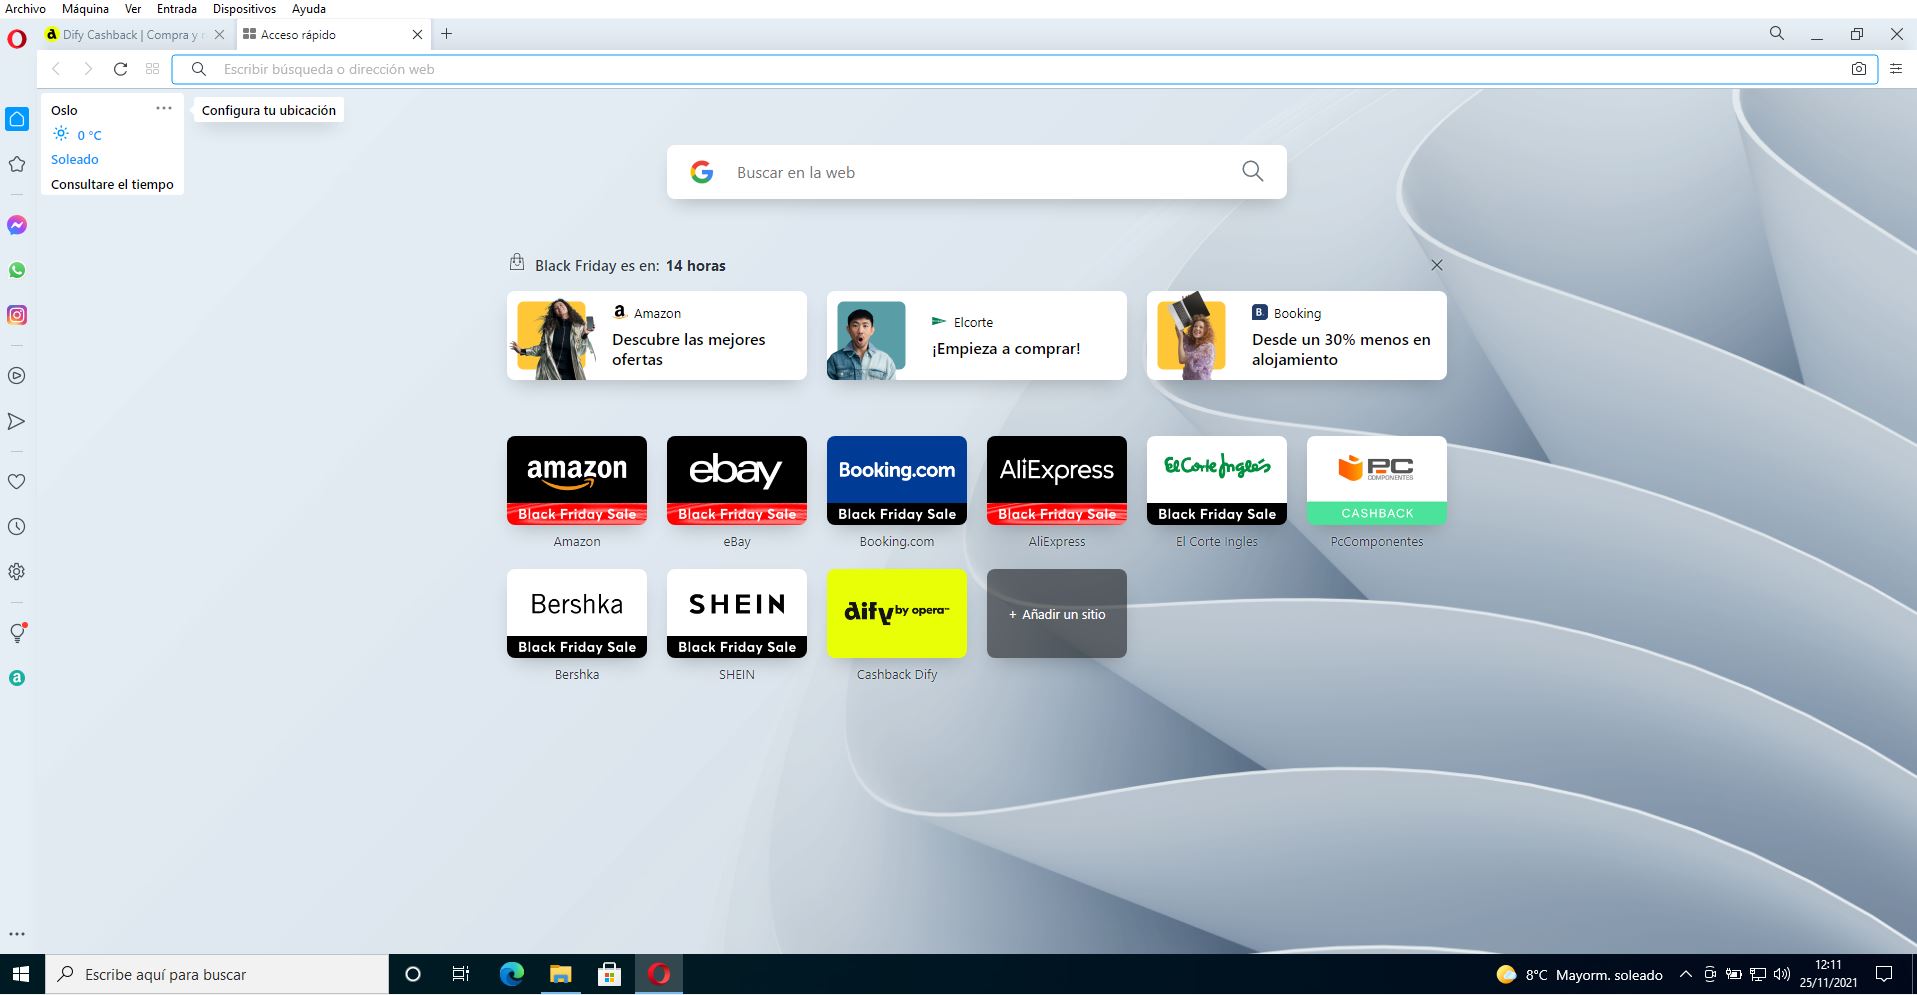 Archivo Máquina Ver Entrada Dispositivos Ayuda
Dify Cashback | Compra y Acceso rápido
Escribir búsqueda o dirección web
Oslo
Configura tu ubicación
0 °C
Soleado
Consultare el tiempo
Buscar en la web
Black Friday es en: 14 horas
Amazon
Descubre las mejores
ofertas
Elcorte
¡Empieza a comprar!
Booking
Desde un 30% menos en
alojamiento
amazon
Black Friday Sale
Amazon
ebay
Black Friday Sale
eBay
Booking.com
Black Friday Sale
Booking.com
AliExpress
Black Friday Sale
AliExpress
El Corte Inglés
Black Friday Sale
El Corte Ingles
PC
COMPONENTES
CASHBACK
PcComponentes
Bershka
Black Friday Sale
Bershka
SHEIN
Black Friday Sale
SHEIN
dify by opera
Cashback Dify
+ Añadir un sitio
Escribe aquí para buscar
8°C Mayorm. soleado
12:11
25/11/2021